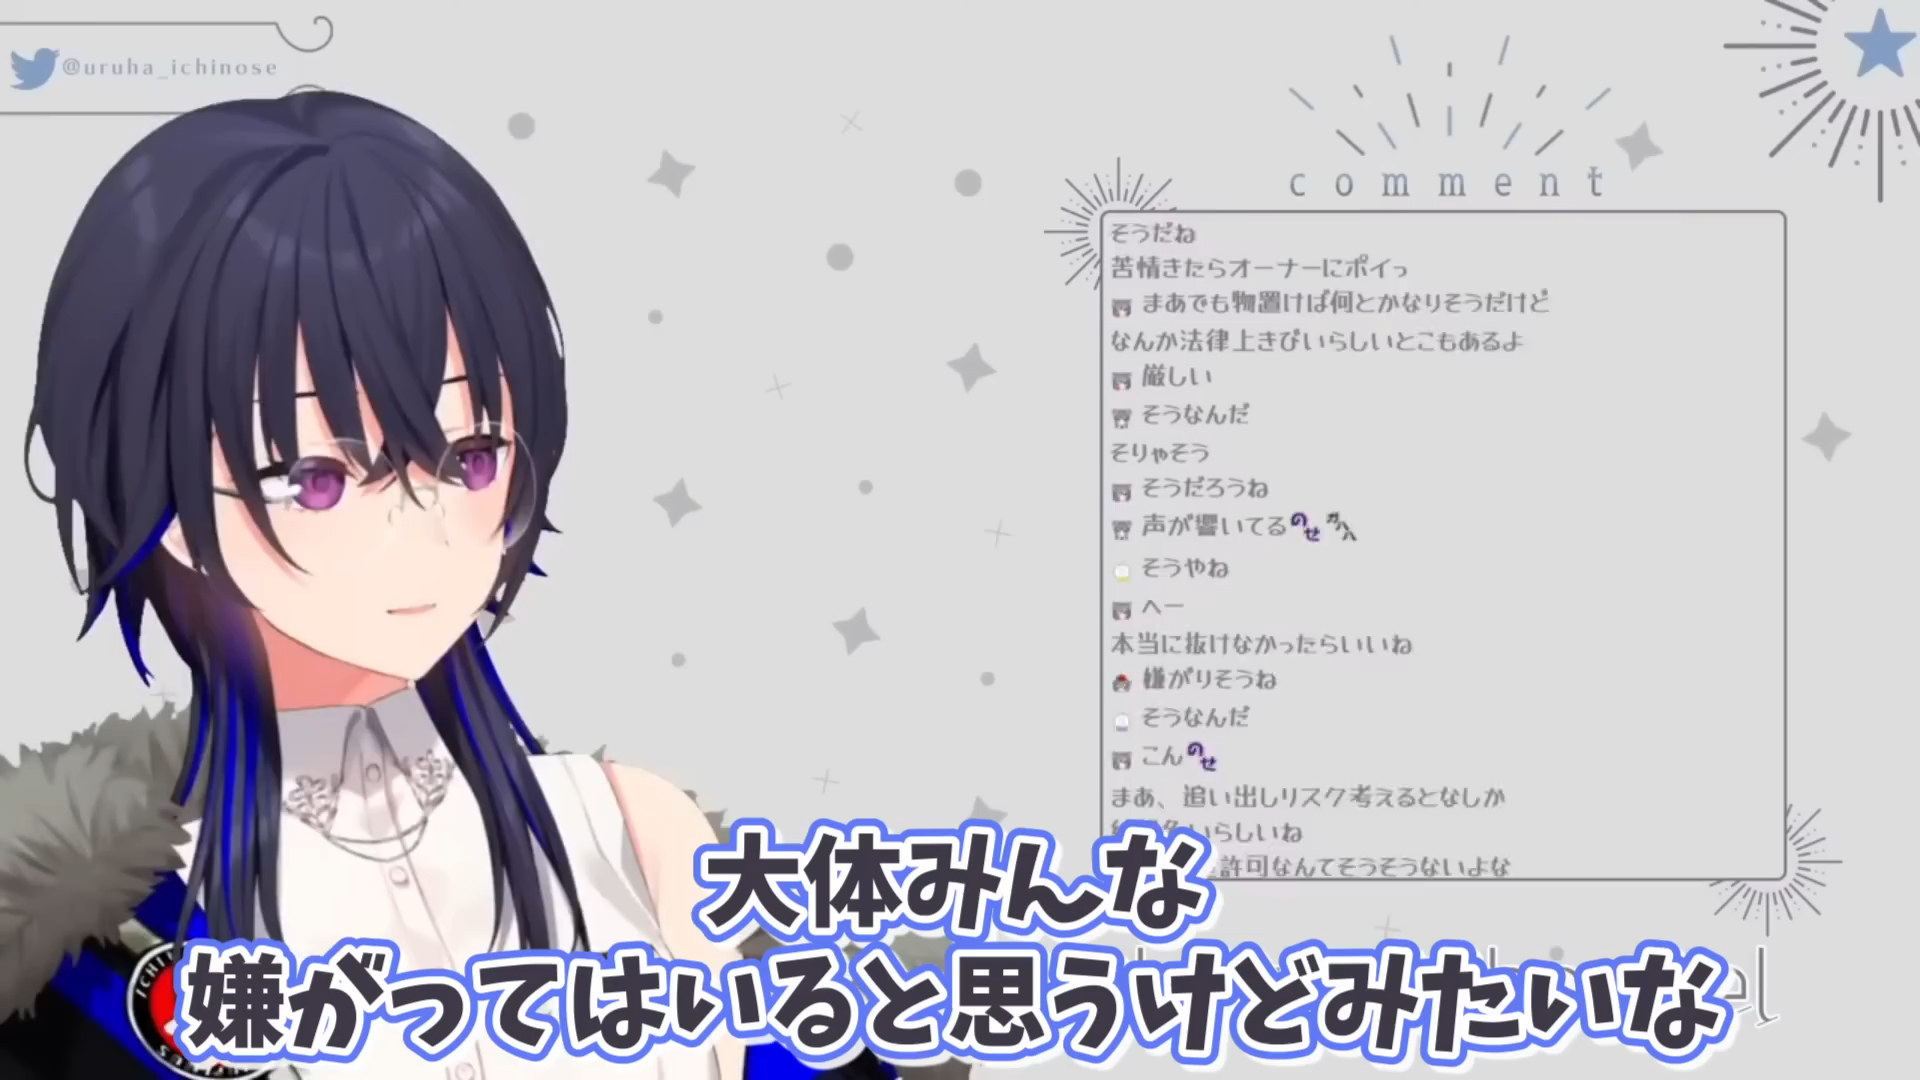 @uruha_ichinose
comment
そうだね
苦情きたらオーナーにポイっ
まあでも物置けば何とかなりそうだけど
なんか法律上きびいらしいとこもあるよ
厳しい
そうなんだ
そりゃそう
そうだろうね
声が響いてるのせガハハ
そうやね
へー
本当に抜けなかったらいいね
嫌がりそうね
そうなんだ
こんのせ
まあ、追い出しリスク考えるとなしか
いらしいね
許可なんてそうそうないよな
大体みんな
嫌がってはいると思うけどみたいな